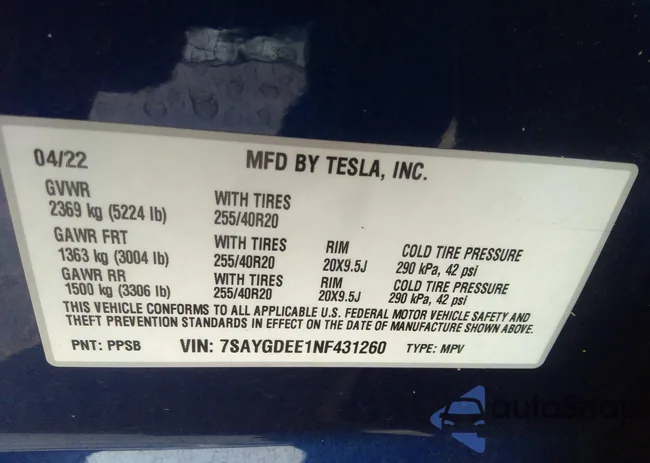 04/22 MFD BY TESLA, INC.
GVWR
2369 kg (5224 lb) WITH TIRES 255/40R20
GAWR FRT
1363 kg (3004 lb) WITH TIRES 255/40R20 RIM 20X9.5J COLD TIRE PRESSURE 290 kPa, 42 psi
GAWR RR
1500 kg (3306 lb) WITH TIRES 255/40R20 RIM 20X9.5J COLD TIRE PRESSURE 290 kPa, 42 psi
THIS VEHICLE CONFORMS TO ALL APPLICABLE U.S. FEDERAL MOTOR VEHICLE SAFETY AND
THEFT PREVENTION STANDARDS IN EFFECT ON THE DATE OF MANUFACTURE SHOWN ABOVE.
PNT: PPSB VIN: 7SAYGDEE1NF431260 TYPE: MPV
autoShop